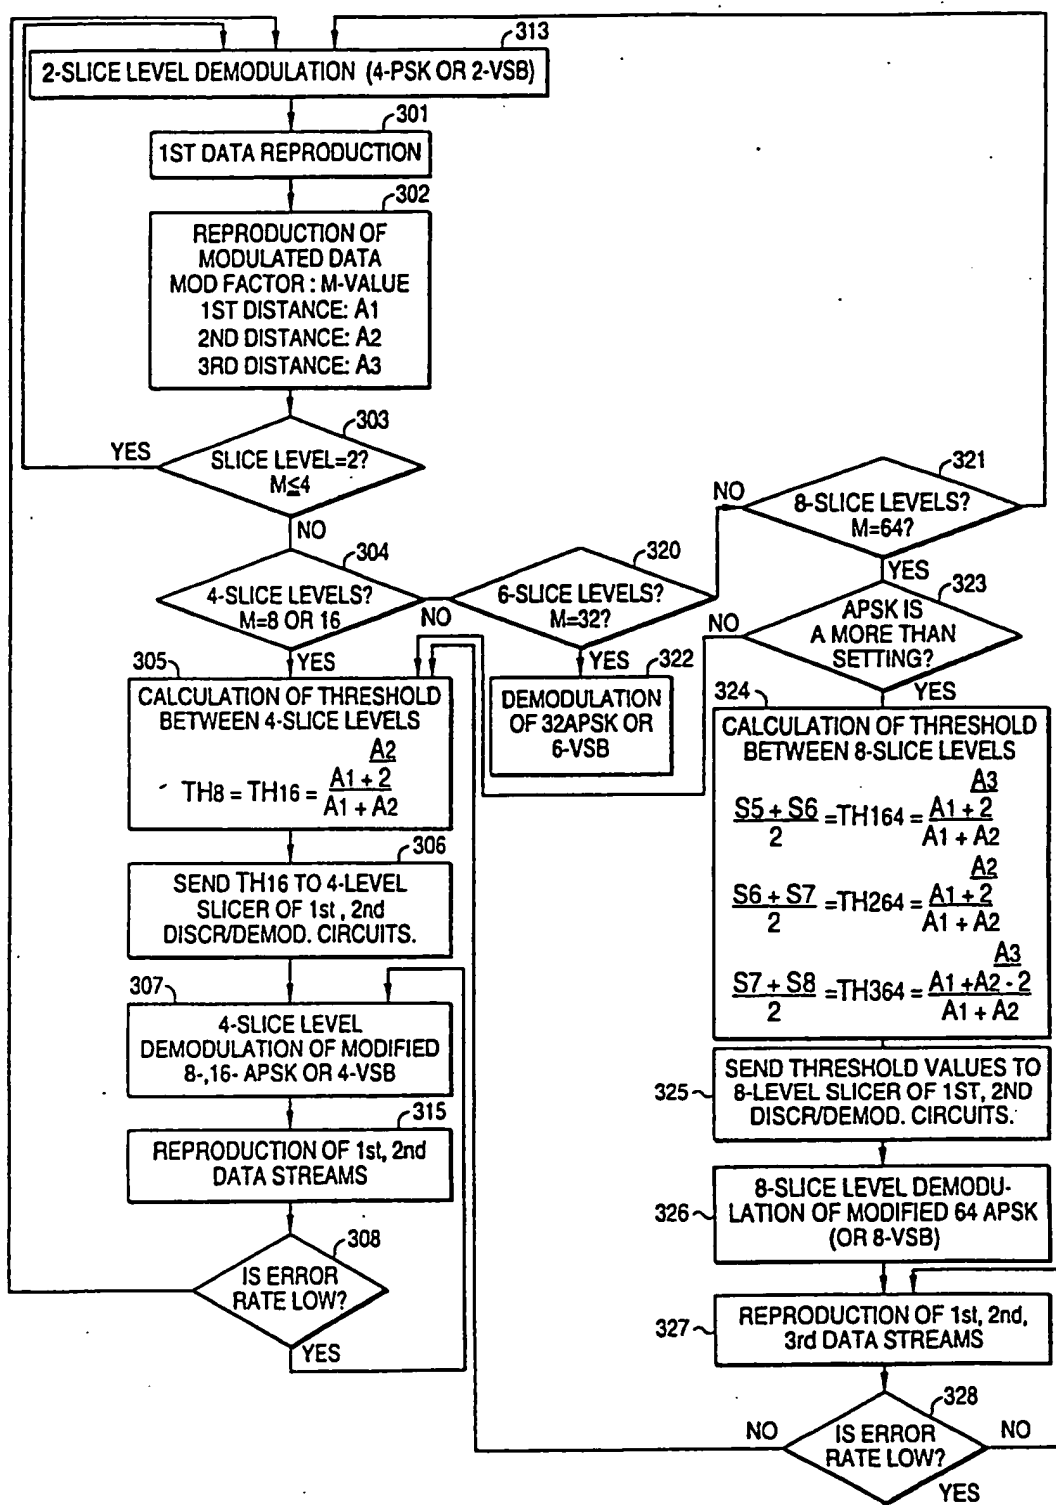 313
2-SLICE LEVEL DEMODULATION (4-PSK OR 2-VSB)
301
1ST DATA REPRODUCTION
302
REPRODUCTION OF
MODULATED DATA
MOD FACTOR : M-VALUE
1ST DISTANCE: A1
2ND DISTANCE: A2
3RD DISTANCE: A3
303
YES
SLICE LEVEL=2?
M≤4
NO
304
4-SLICE LEVELS?
M=8 OR 16
NO
YES
320
6-SLICE LEVELS?
M=32?
NO
YES
321
8-SLICE LEVELS?
M=64?
YES
323
NO
APSK IS
A MORE THAN
SETTING?
YES
305
CALCULATION OF THRESHOLD
BETWEEN 4-SLICE LEVELS
A2
TH8 = TH16 = A1 + 2
A1 + A2
322
DEMODULATION
OF 32APSK OR
6-VSB
324
CALCULATION OF THRESHOLD
BETWEEN 8-SLICE LEVELS
A3
S5 + S6 =TH164 = A1 + 2
2 A1 + A2
A2
S6 + S7 =TH264 = A1 + 2
2 A1 + A2
A3
S7 + S8 =TH364 = A1 +A2 - 2
2 A1 + A2
306
SEND TH16 TO 4-LEVEL
SLICER OF 1st, 2nd
DISCR/DEMOD. CIRCUITS.
307
4-SLICE LEVEL
DEMODULATION OF MODIFIED
8-,16- APSK OR 4-VSB
315
REPRODUCTION OF 1st, 2nd
DATA STREAMS
308
IS ERROR
RATE LOW?
YES
325
SEND THRESHOLD VALUES TO
8-LEVEL SLICER OF 1ST, 2ND
DISCR/DEMOD. CIRCUITS.
326
8-SLICE LEVEL DEMODU-
LATION OF MODIFIED 64 APSK
(OR 8-VSB)
327
REPRODUCTION OF 1st, 2nd,
3rd DATA STREAMS
328
NO
IS ERROR
RATE LOW?
NO
YES